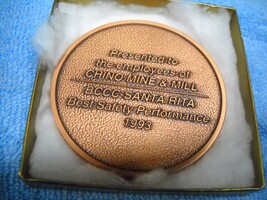 Presented to
the employees of
CHINO MINE & MILL
BCCC-SANTA RITA
Best Safety Performance
1993